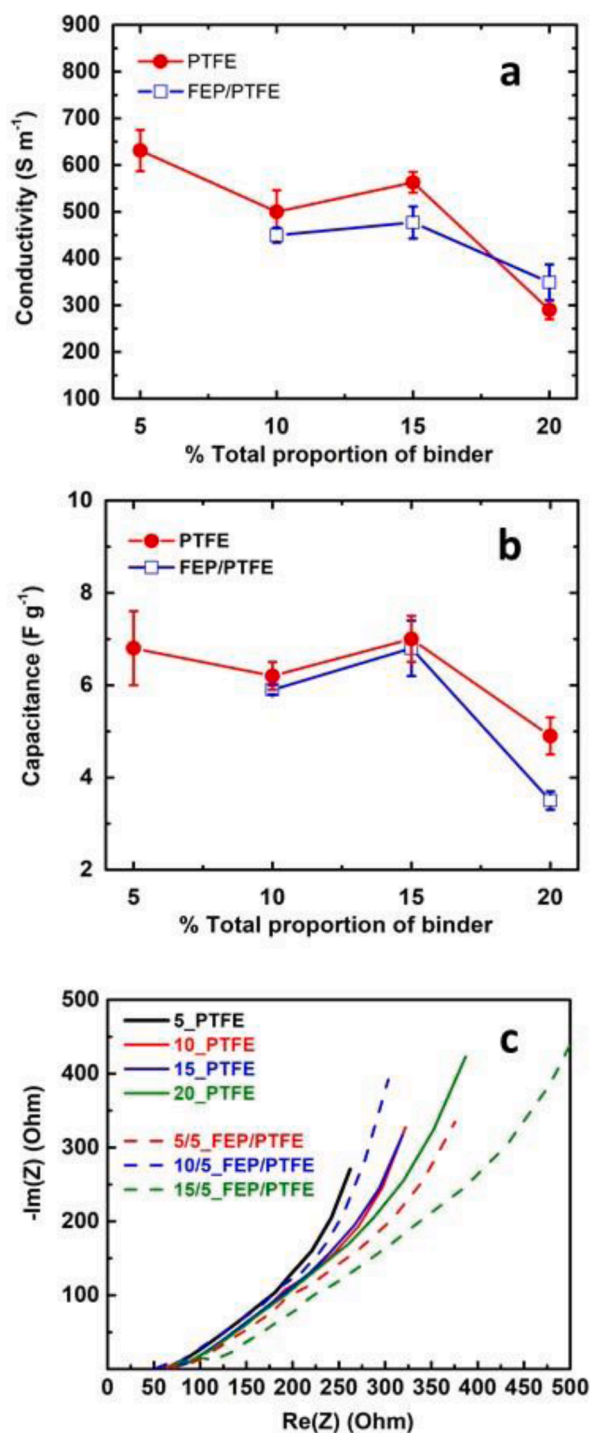 900
800
700
600
500
400
300
200
100
Conductivity (S m⁻¹)
PTFE
FEP/PTFE
a
5
10
15
20
% Total proportion of binder
10
8
6
4
2
Capacitance (F g⁻¹)
PTFE
FEP/PTFE
b
5
10
15
20
% Total proportion of binder
500
400
300
200
100
-Im(Z) (Ohm)
5_PTFE
10_PTFE
15_PTFE
20_PTFE
5/5_FEP/PTFE
10/5_FEP/PTFE
15/5_FEP/PTFE
c
0 50 100 150 200 250 300 350 400 450 500
Re(Z) (Ohm)